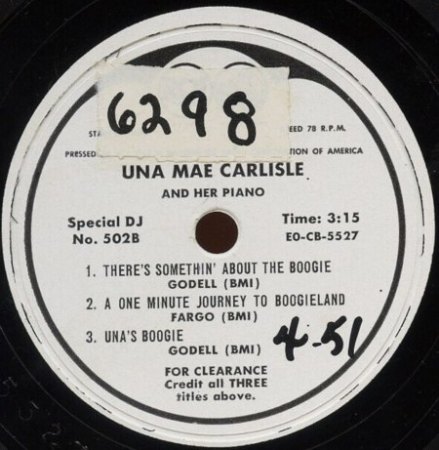 6298
EED 78 R.P.M.
PRESSED
TION OF AMERICA
UNA MAE CARLISLE
AND HER PIANO
Special DJ
No. 502B
Time: 3:15
E0-CB-5527
1. THERE'S SOMETHIN' ABOUT THE BOOGIE
GODELL (BMI)
2. A ONE MINUTE JOURNEY TO BOOGIELAND
FARGO (BMI)
3. UNA'S BOOGIE
GODELL (BMI)
4-51
FOR CLEARANCE
Credit all THREE
titles above.